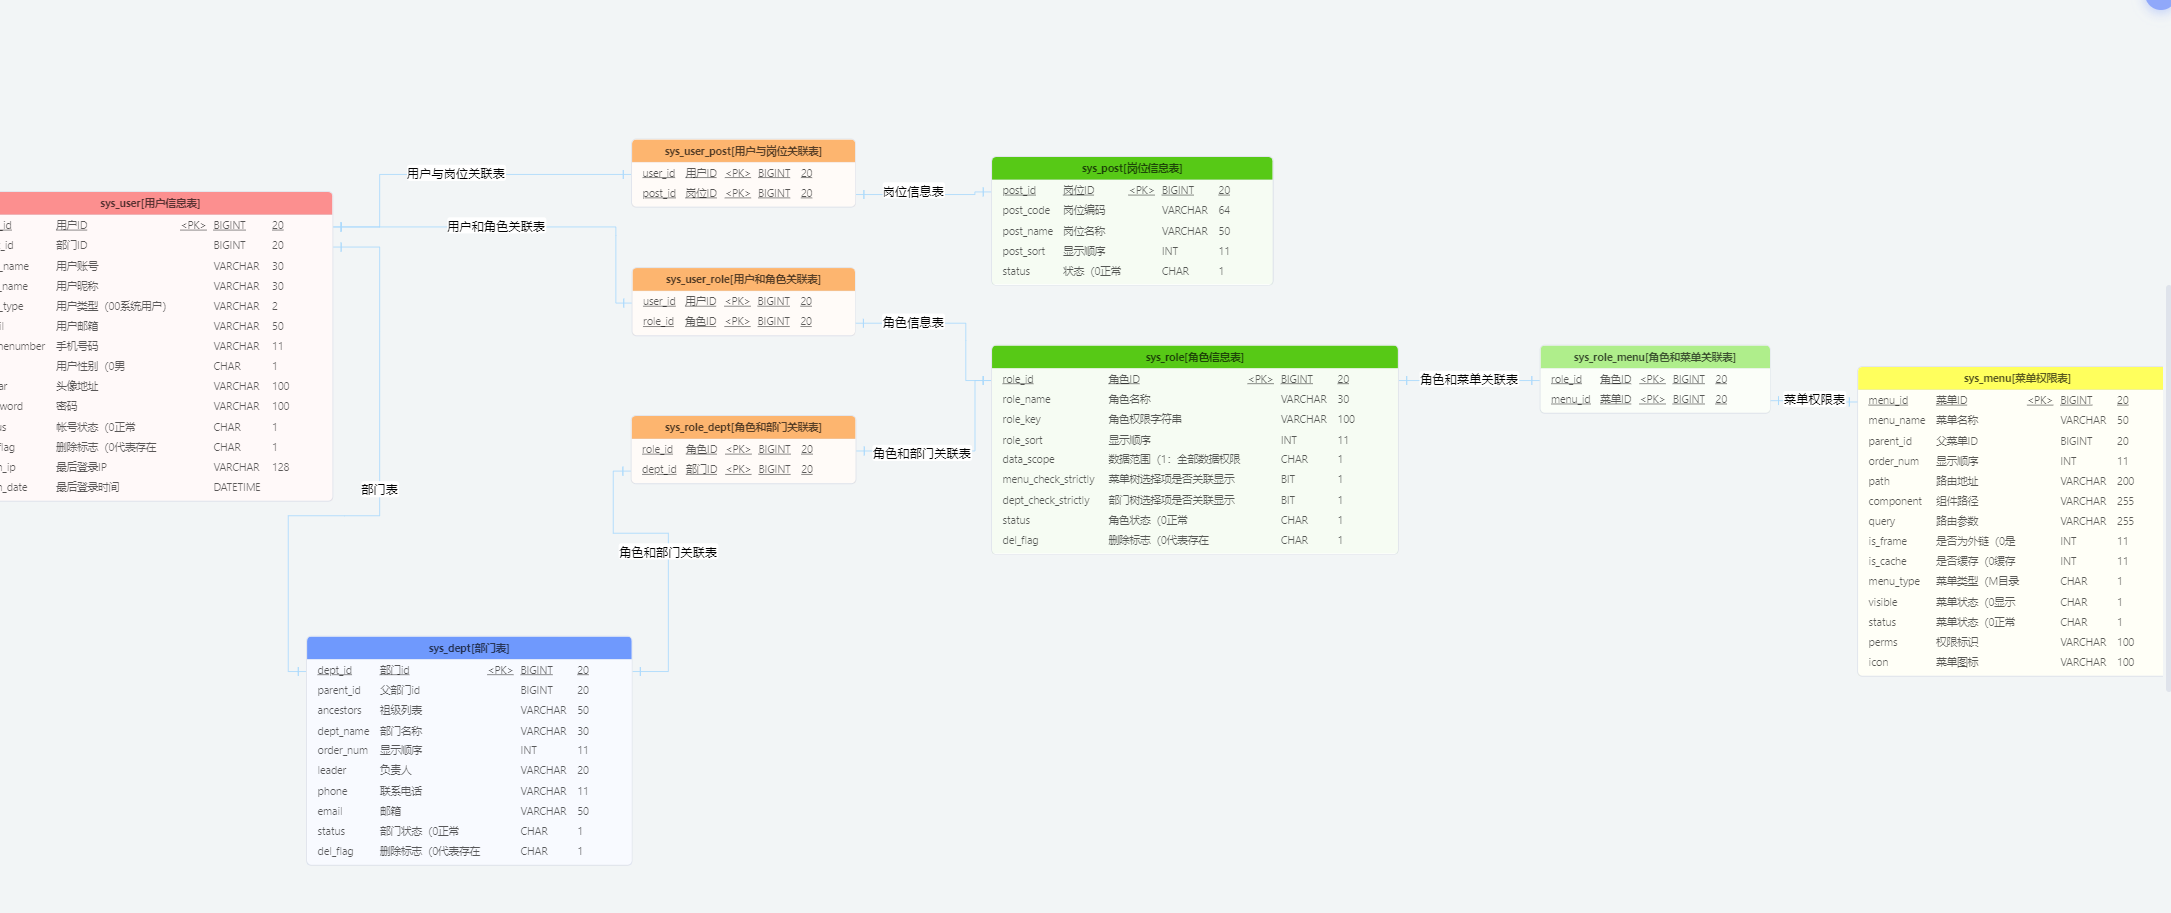 sys_user[用户信息表]
_id 用户ID <PK> BIGINT 20
_id 部门ID BIGINT 20
_name 用户账号 VARCHAR 30
_name 用户昵称 VARCHAR 30
_type 用户类型（00系统用户） VARCHAR 2
il 用户邮箱 VARCHAR 50
nenumber 手机号码 VARCHAR 11
用户性别（0男 CHAR 1
ar 头像地址 VARCHAR 100
word 密码 VARCHAR 100
us 帐号状态（0正常 CHAR 1
flag 删除标志（0代表存在 CHAR 1
n_ip 最后登录IP VARCHAR 128
n_date 最后登录时间 DATETIME
用户与岗位关联表
用户和角色关联表
部门表
sys_user_post[用户与岗位关联表]
user_id 用户ID <PK> BIGINT 20
post_id 岗位ID <PK> BIGINT 20
岗位信息表
sys_post[岗位信息表]
post_id 岗位ID <PK> BIGINT 20
post_code 岗位编码 VARCHAR 64
post_name 岗位名称 VARCHAR 50
post_sort 显示顺序 INT 11
status 状态（0正常 CHAR 1
sys_user_role[用户和角色关联表]
user_id 用户ID <PK> BIGINT 20
role_id 角色ID <PK> BIGINT 20
角色信息表
sys_role_dept[角色和部门关联表]
role_id 角色ID <PK> BIGINT 20
dept_id 部门ID <PK> BIGINT 20
角色和部门关联表
角色和部门关联表
sys_role[角色信息表]
role_id 角色ID <PK> BIGINT 20
role_name 角色名称 VARCHAR 30
role_key 角色权限字符串 VARCHAR 100
role_sort 显示顺序 INT 11
data_scope 数据范围（1：全部数据权限 CHAR 1
menu_check_strictly 菜单树选择项是否关联显示 BIT 1
dept_check_strictly 部门树选择项是否关联显示 BIT 1
status 角色状态（0正常 CHAR 1
del_flag 删除标志（0代表存在 CHAR 1
角色和菜单关联表
sys_role_menu[角色和菜单关联表]
role_id 角色ID <PK> BIGINT 20
menu_id 菜单ID <PK> BIGINT 20
菜单权限表
sys_menu[菜单权限表]
menu_id 菜单ID <PK> BIGINT 20
menu_name 菜单名称 VARCHAR 50
parent_id 父菜单ID BIGINT 20
order_num 显示顺序 INT 11
path 路由地址 VARCHAR 200
component 组件路径 VARCHAR 255
query 路由参数 VARCHAR 255
is_frame 是否为外链（0是 INT 11
is_cache 是否缓存（0缓存 INT 11
menu_type 菜单类型（M目录 CHAR 1
visible 菜单状态（0显示 CHAR 1
status 菜单状态（0正常 CHAR 1
perms 权限标识 VARCHAR 100
icon 菜单图标 VARCHAR 100
sys_dept[部门表]
dept_id 部门id <PK> BIGINT 20
parent_id 父部门id BIGINT 20
ancestors 祖级列表 VARCHAR 50
dept_name 部门名称 VARCHAR 30
order_num 显示顺序 INT 11
leader 负责人 VARCHAR 20
phone 联系电话 VARCHAR 11
email 邮箱 VARCHAR 50
status 部门状态（0正常 CHAR 1
del_flag 删除标志（0代表存在 CHAR 1